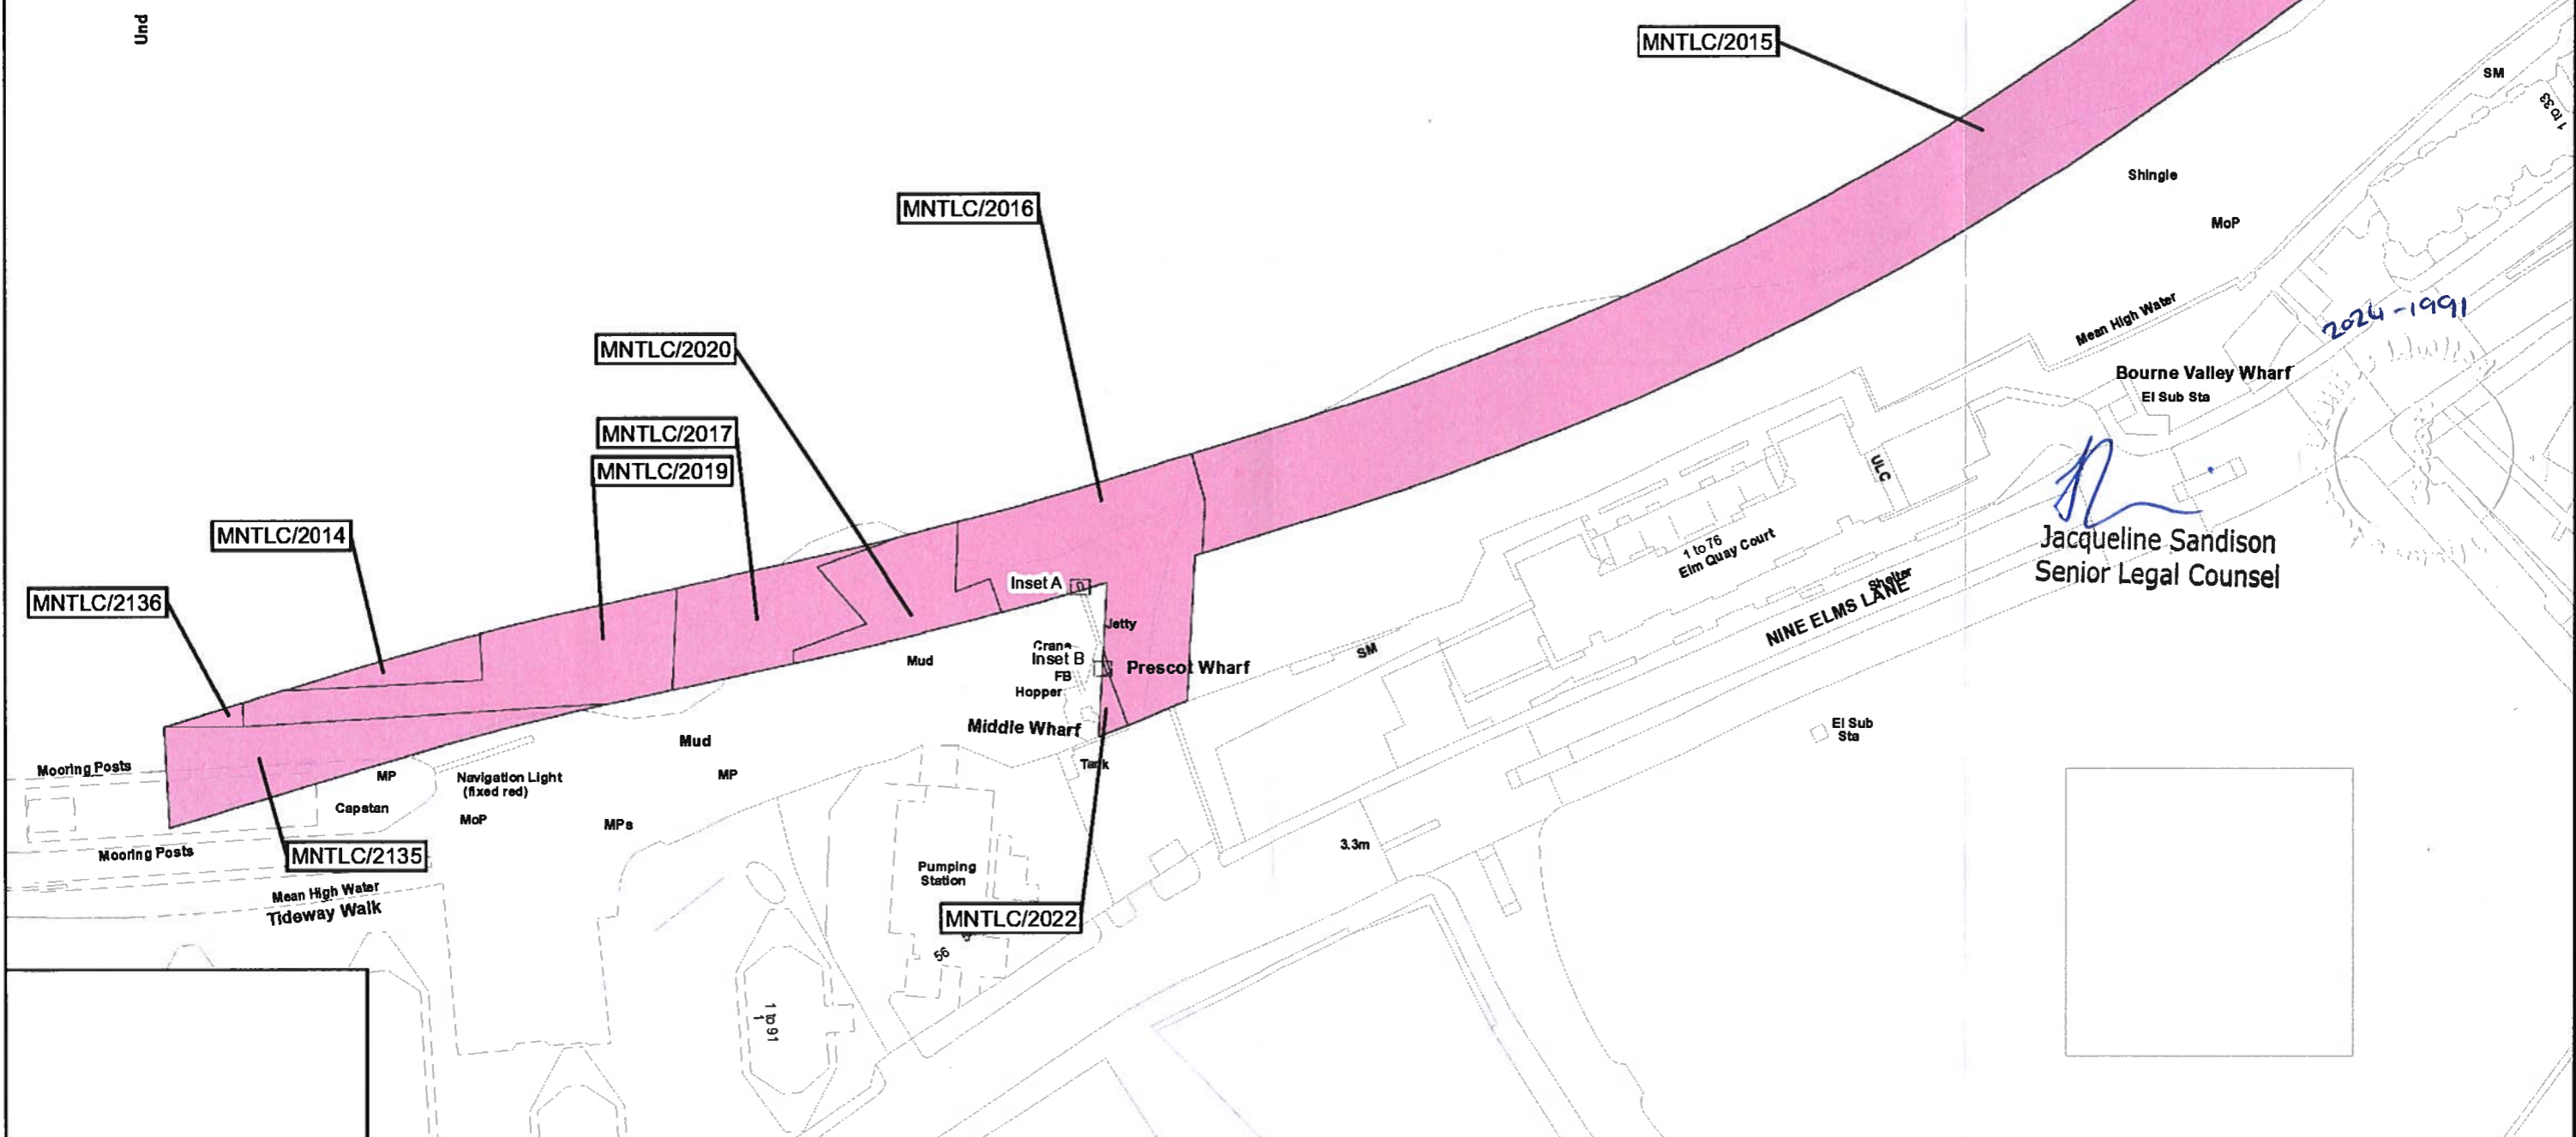 Und
MNTLC/2015
SM
1 to 33
Shingle
MNTLC/2016
MoP
Mean High Water
2024-1991
MNTLC/2020
Bourne Valley Wharf
El Sub Sta
MNTLC/2017
MNTLC/2019
ULC
MNTLC/2014
Jacqueline Sandison
Senior Legal Counsel
1 to 76
Elm Quay Court
Shelter
NINE ELMS LANE
Inset A
MNTLC/2136
Jetty
Crane
Inset B
FB
Hopper
Prescot Wharf
Mud
SM
Middle Wharf
El Sub
Sta
Mud
Tank
Mooring Posts
MP
Navigation Light
(fixed red)
MP
Capstan
MoP
MPs
3.3m
Mooring Posts
MNTLC/2135
Pumping
Station
Mean High Water
Tideway Walk
MNTLC/2022
56
1 to 91
1